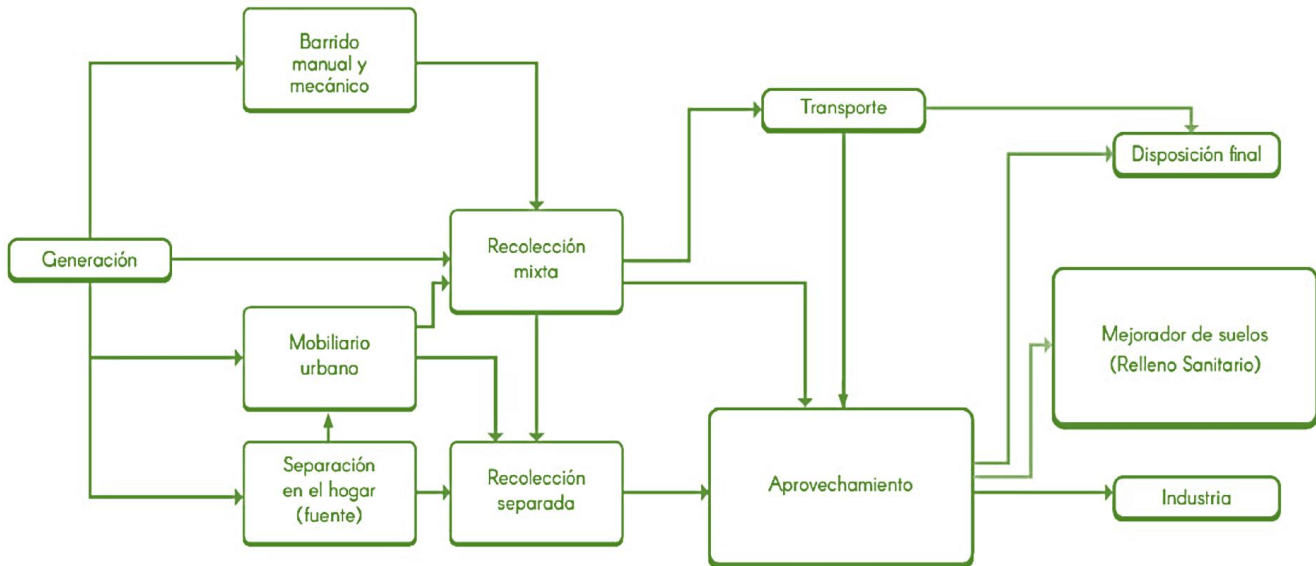 Barrido
manual y
mecánico
Transporte
Disposición final
Generación
Recolección
mixta
Mobiliario
urbano
Mejorador de suelos
(Relleno Sanitario)
Separación
en el hogar
(fuente)
Recolección
separada
Aprovechamiento
Industria